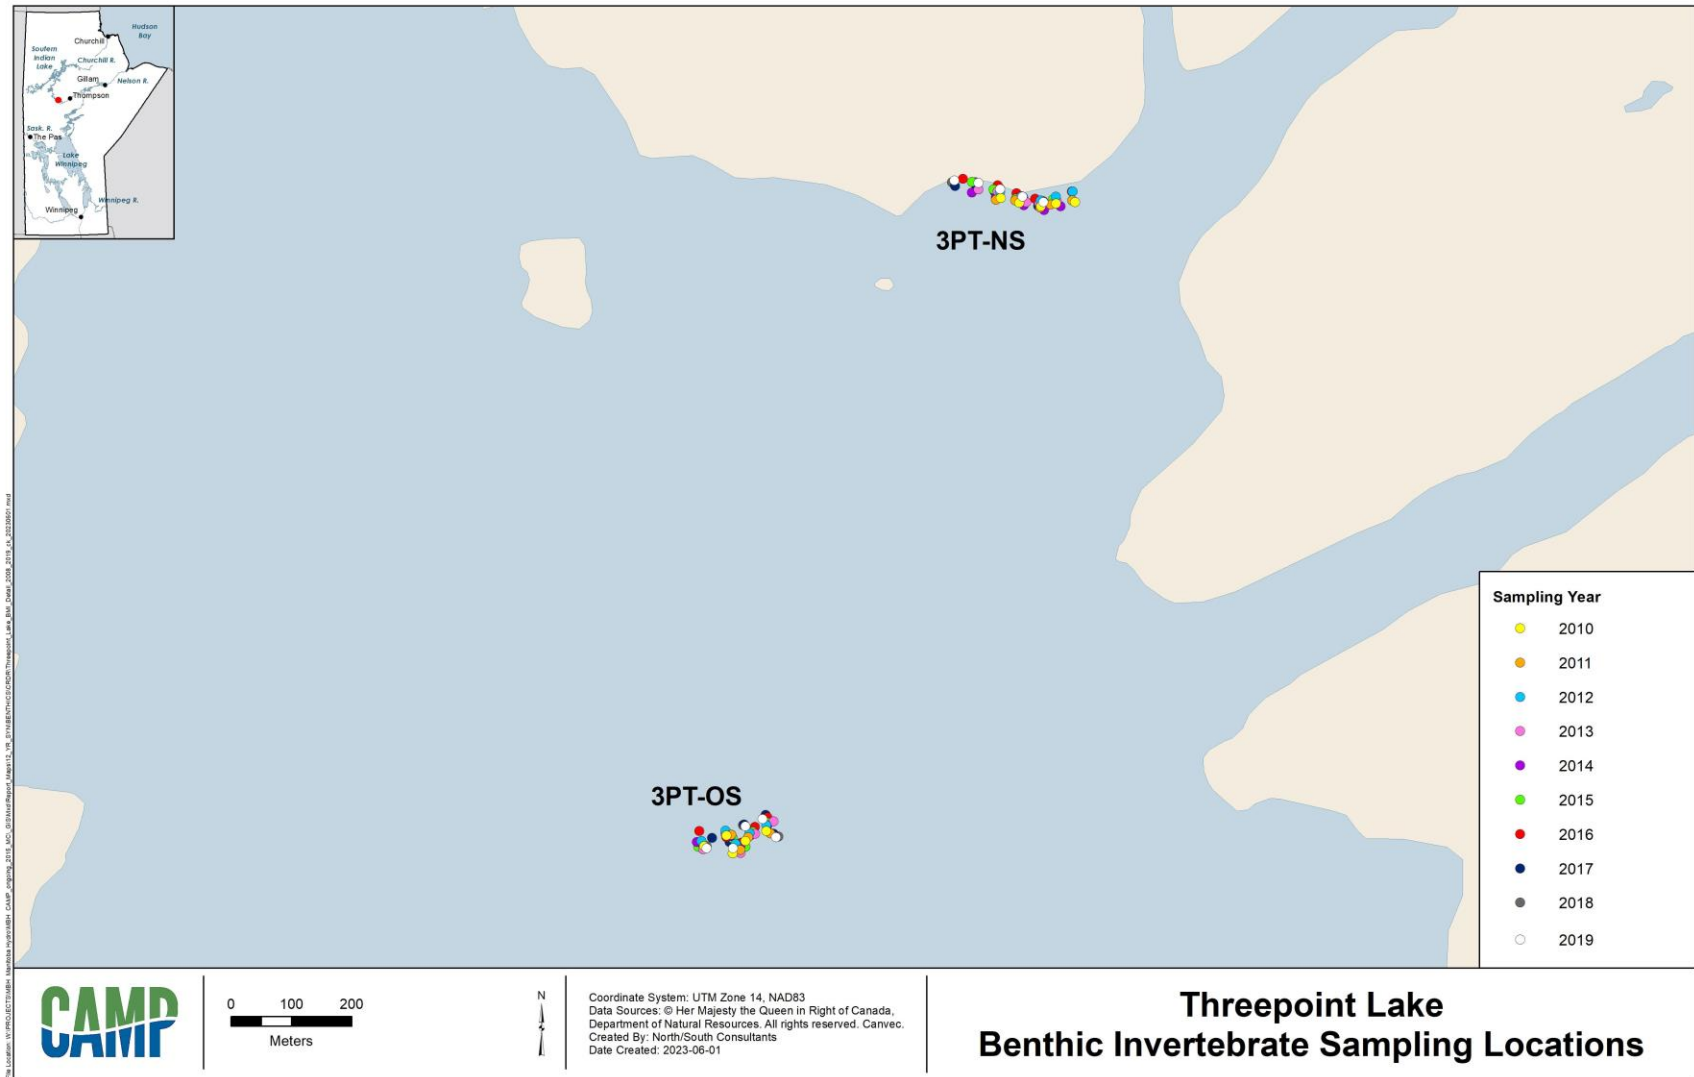 Hudson
Bay
Churchill
Soutern
Indian
Lake
Churchill R.
Gillam
Nelson R.
Thompson
Sask. R.
The Pas
Lake
Winnipeg
Winnipeg R.
Winnipeg
3PT-NS
3PT-OS
Sampling Year
2010
2011
2012
2013
2014
2015
2016
2017
2018
2019
CAMP
0 100 200
Meters
N
Coordinate System: UTM Zone 14, NAD83
Data Sources: © Her Majesty the Queen in Right of Canada,
Department of Natural Resources. All rights reserved. Canvec.
Created By: North/South Consultants
Date Created: 2023-06-01
Threepoint Lake
Benthic Invertebrate Sampling Locations